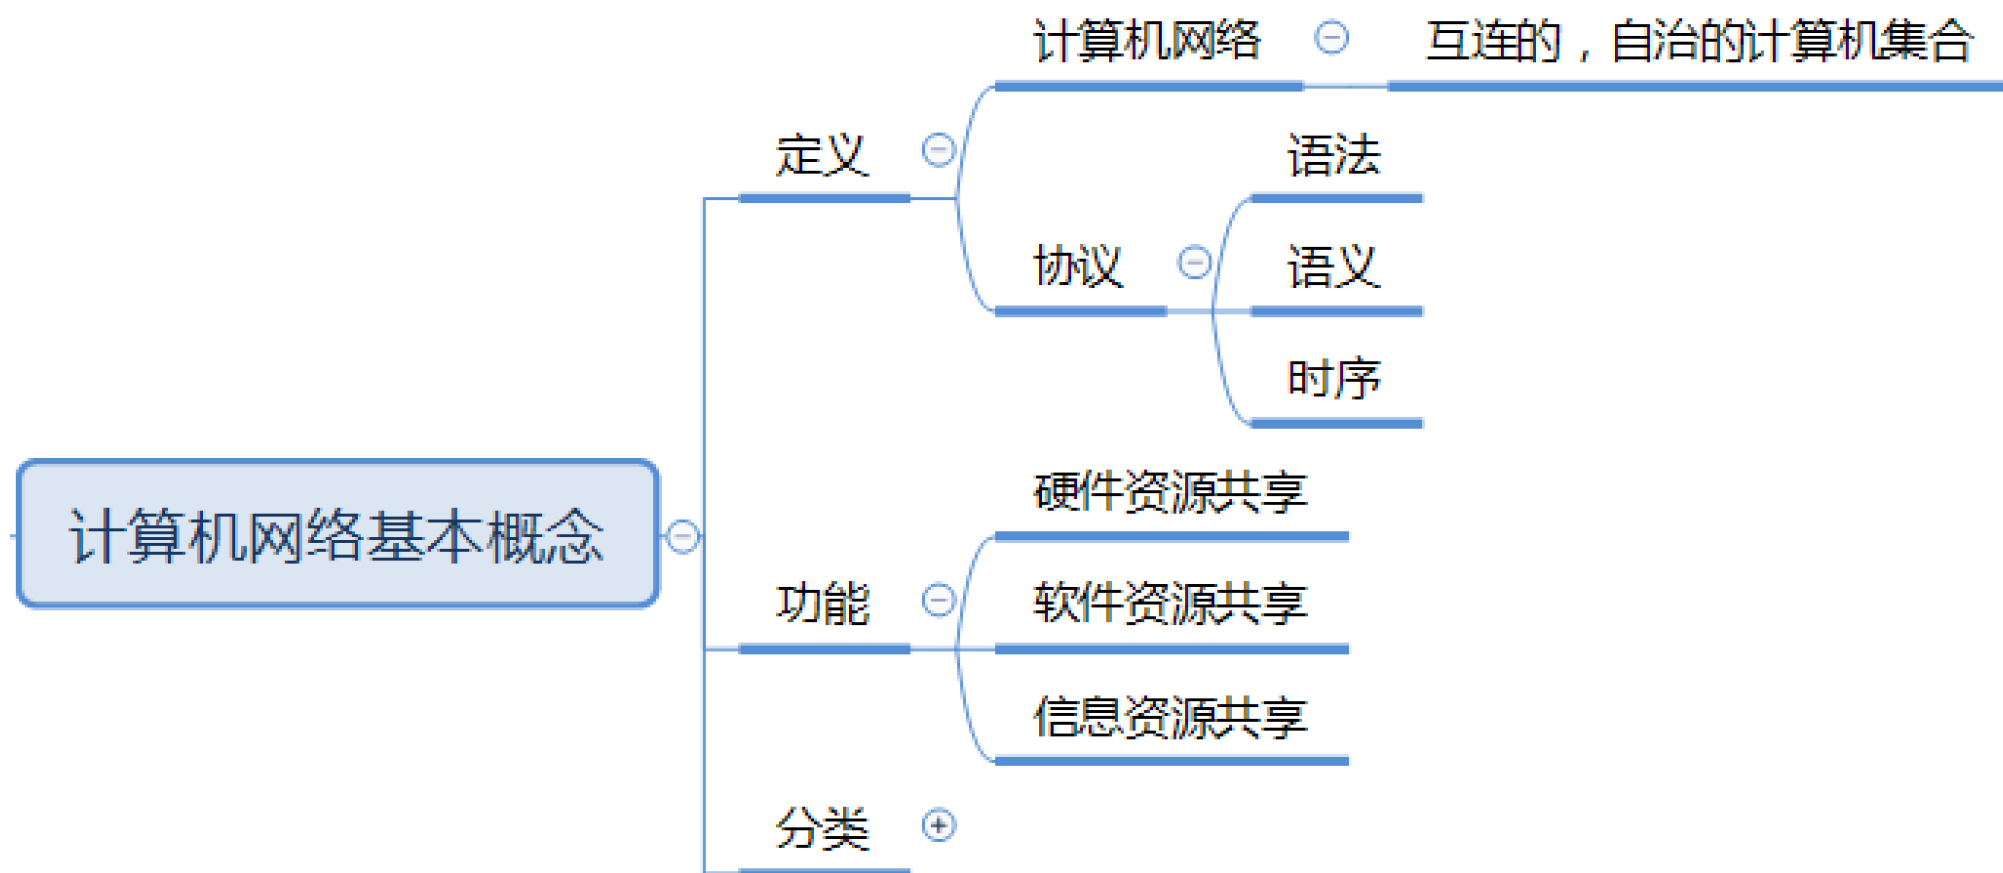 计算机网络基本概念
定义
计算机网络
互连的，自治的计算机集合
协议
语法
语义
时序
功能
硬件资源共享
软件资源共享
信息资源共享
分类